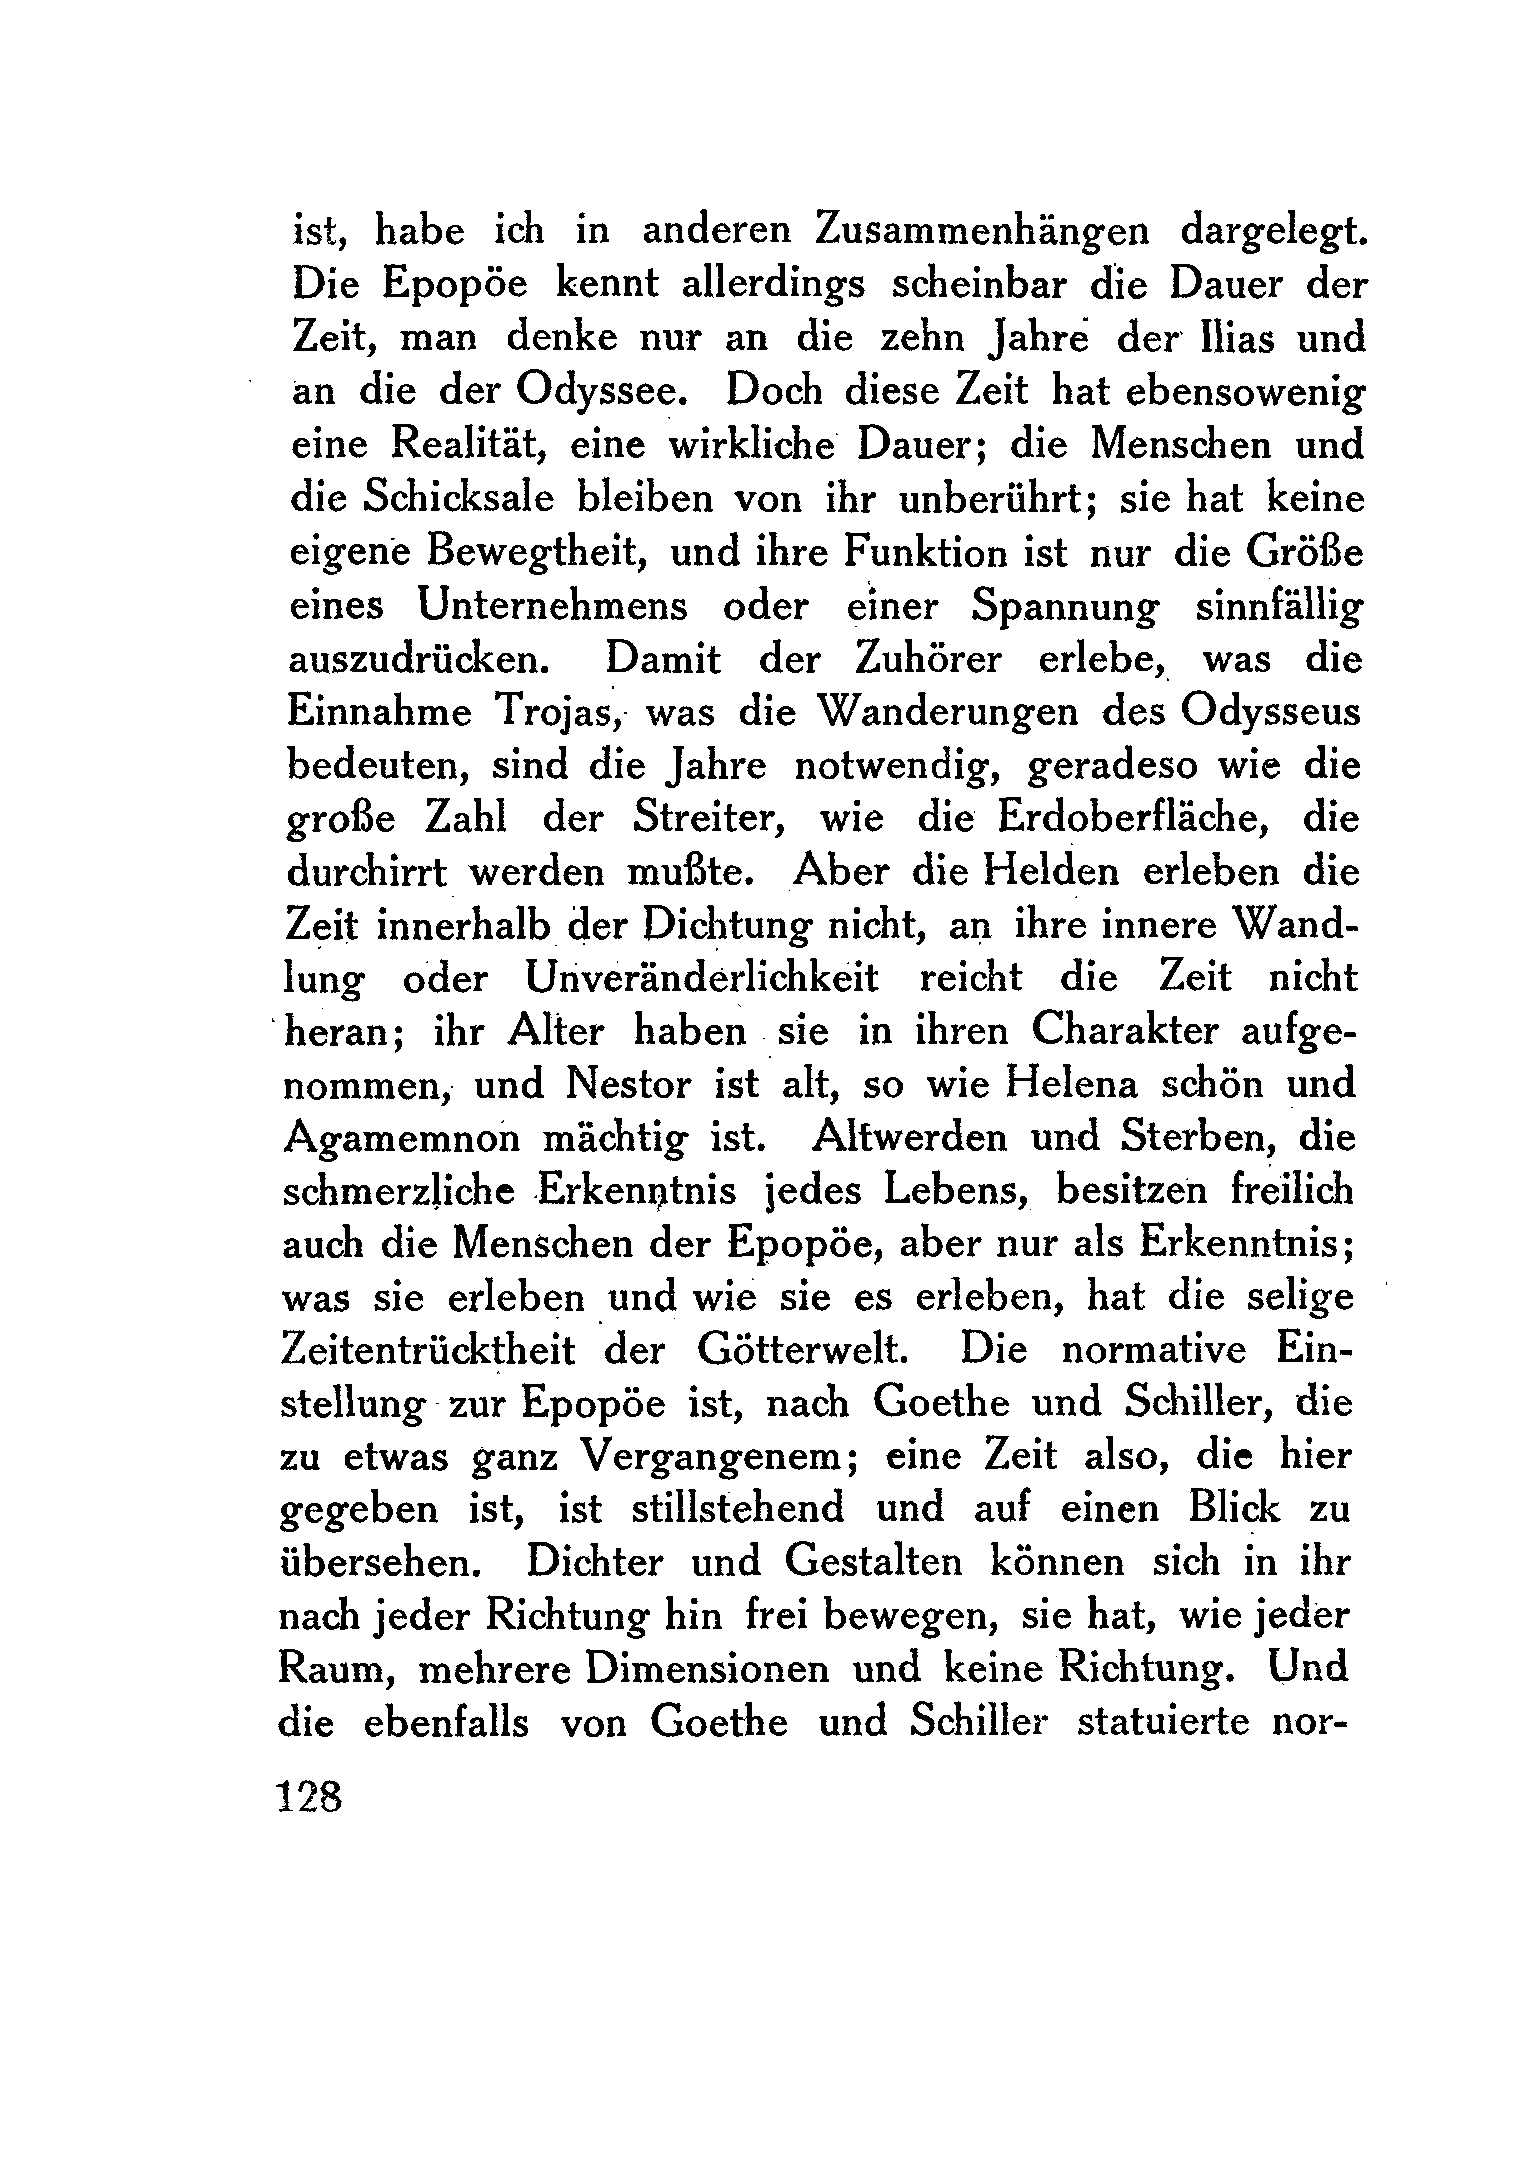 ist, habe ich in anderen Zusammenhängen dargelegt.
Die Epopöe kennt allerdings scheinbar die Dauer der
Zeit, man denke nur an die zehn Jahre der Ilias und
an die der Odyssee. Doch diese Zeit hat ebensowenig
eine Realität, eine wirkliche Dauer; die Menschen und
die Schicksale bleiben von ihr unberührt; sie hat keine
eigene Bewegtheit, und ihre Funktion ist nur die Größe
eines Unternehmens oder einer Spannung sinnfällig
auszudrücken. Damit der Zuhörer erlebe, was die
Einnahme Trojas, was die Wanderungen des Odysseus
bedeuten, sind die Jahre notwendig, geradeso wie die
große Zahl der Streiter, wie die Erdoberfläche, die
durchirrt werden mußte. Aber die Helden erleben die
Zeit innerhalb der Dichtung nicht, an ihre innere Wand-
lung oder Unveränderlichkeit reicht die Zeit nicht
heran; ihr Alter haben sie in ihren Charakter aufge-
nommen, und Nestor ist alt, so wie Helena schön und
Agamemnon mächtig ist. Altwerden und Sterben, die
schmerzliche Erkenntnis jedes Lebens, besitzen freilich
auch die Menschen der Epopöe, aber nur als Erkenntnis;
was sie erleben und wie sie es erleben, hat die selige
Zeitentrücktheit der Götterwelt. Die normative Ein-
stellung zur Epopöe ist, nach Goethe und Schiller, die
zu etwas ganz Vergangenem; eine Zeit also, die hier
gegeben ist, ist stillstehend und auf einen Blick zu
übersehen. Dichter und Gestalten können sich in ihr
nach jeder Richtung hin frei bewegen, sie hat, wie jeder
Raum, mehrere Dimensionen und keine Richtung. Und
die ebenfalls von Goethe und Schiller statuierte nor-
128